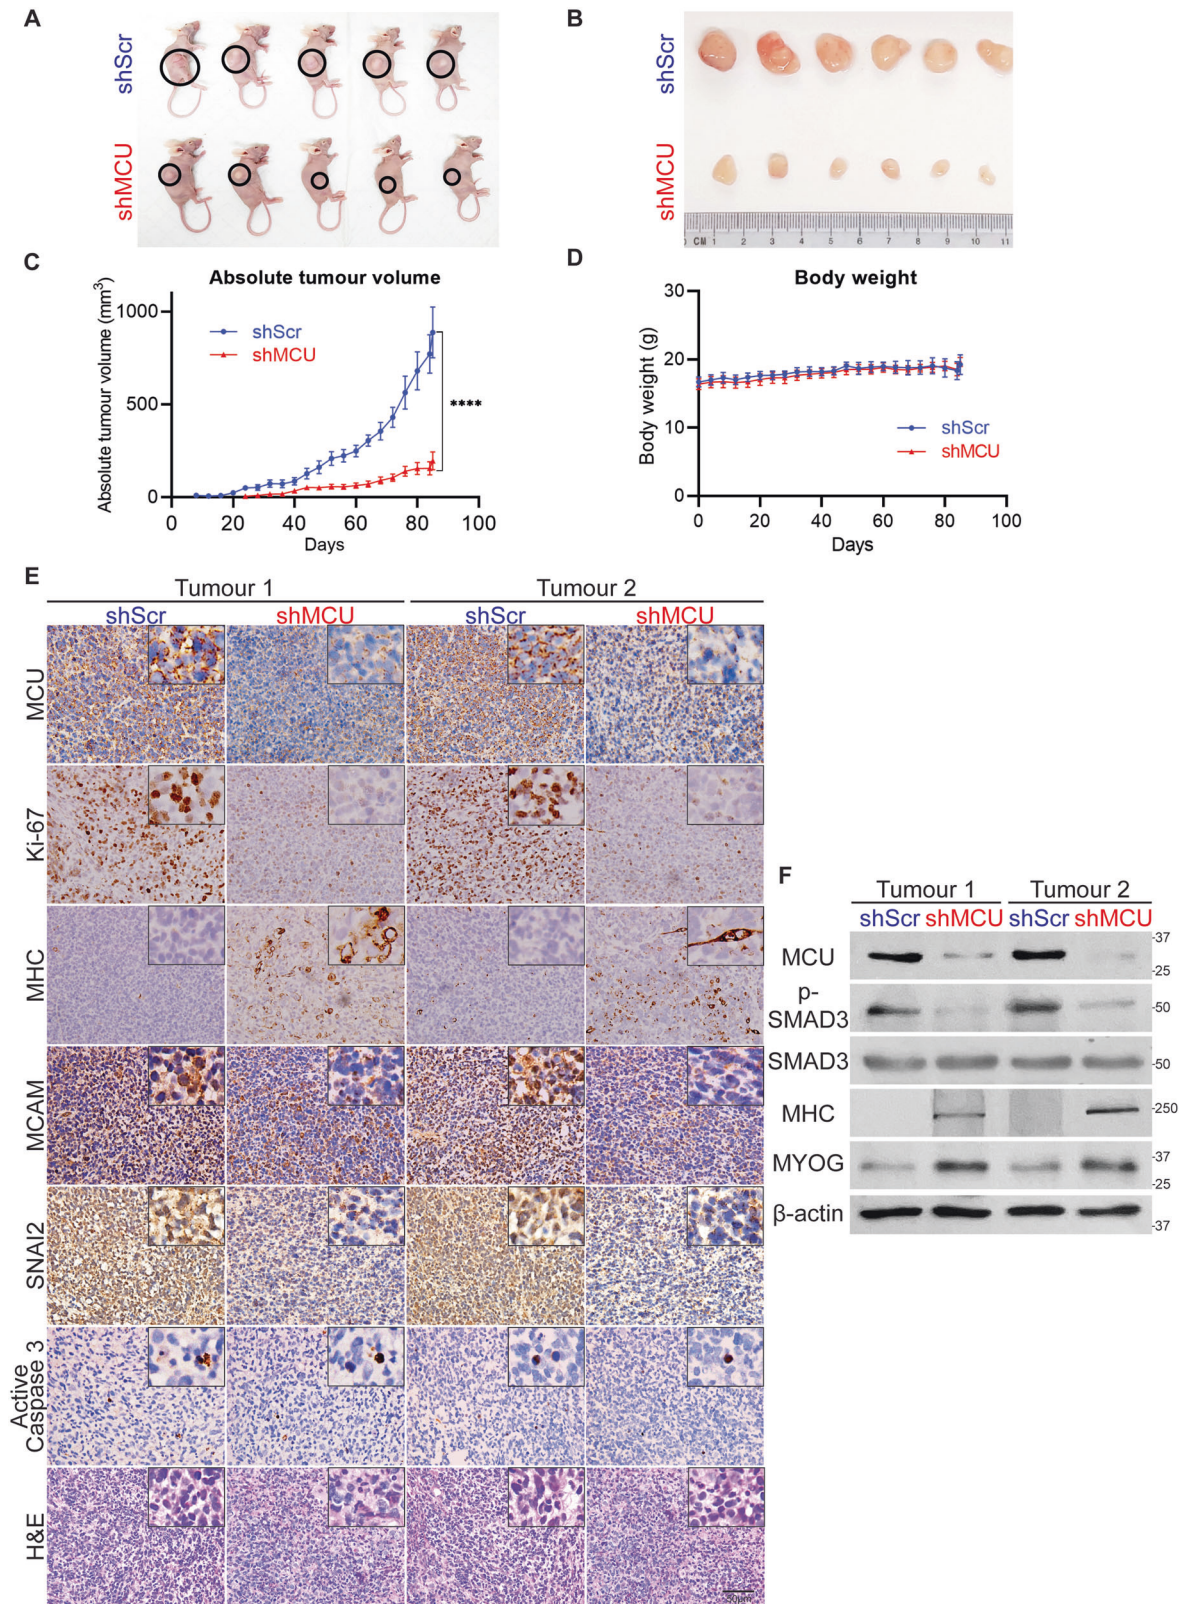 A
shScr
shMCU
B
shScr
shMCU
CM 1 2 3 4 5 6 7 8 9 10 11
C
Absolute tumour volume
Absolute tumour volume (mm³)
1000
500
0
shScr
shMCU
****
0 20 40 60 80 100
Days
D
Body weight
Body weight (g)
30
20
10
0
shScr
shMCU
0 20 40 60 80 100
Days
E
Tumour 1 Tumour 2
shScr shMCU shScr shMCU
MCU
Ki-67
MHC
MCAM
SNAI2
Active
Caspase 3
H&E
50µm
F
Tumour 1 Tumour 2
shScr shMCU shScr shMCU
MCU
-37
-25
p-
SMAD3
-50
SMAD3
-50
MHC
-250
MYOG
-37
-25
β-actin
-37